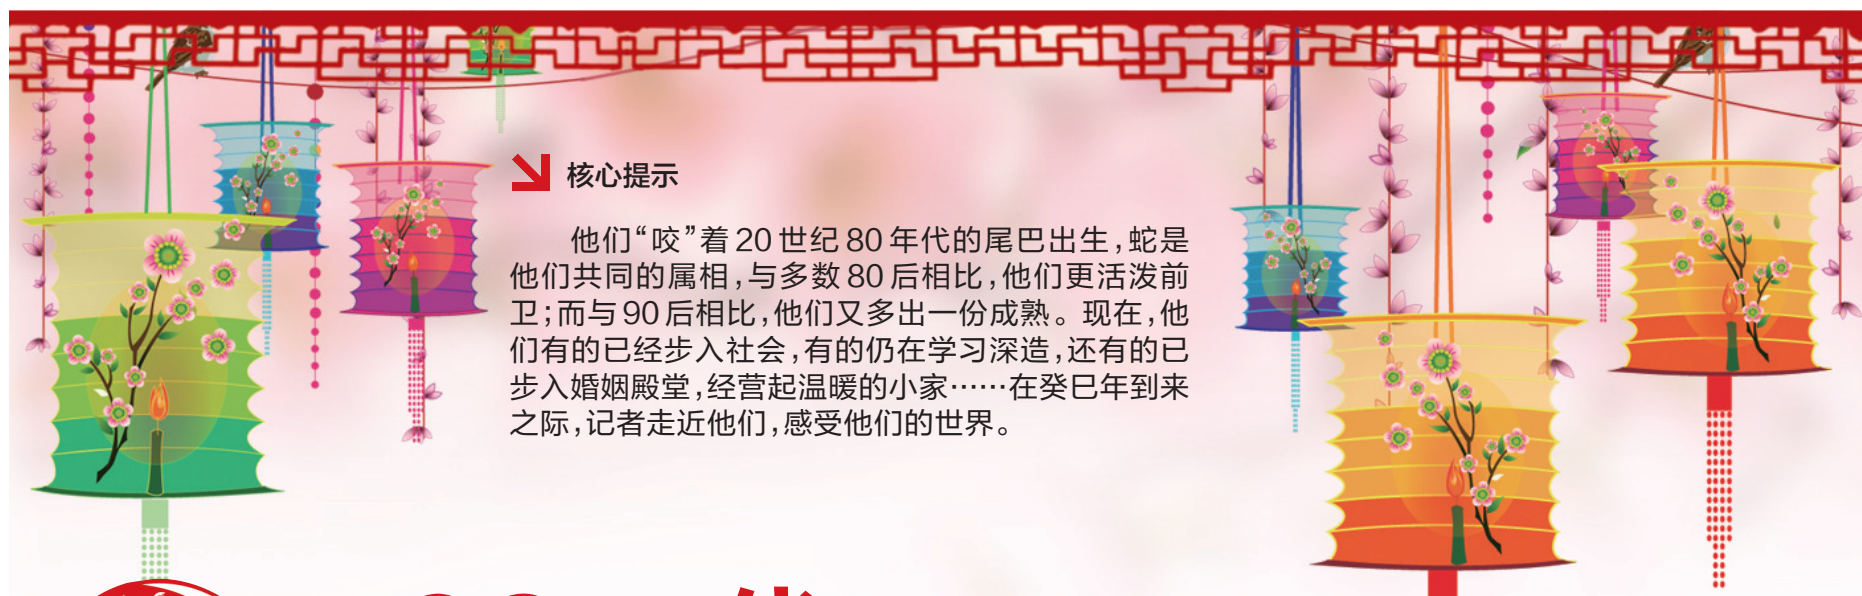 核心提示
他们“咬”着20世纪80年代的尾巴出生，蛇是
他们共同的属相，与多数80后相比，他们更活泼前
卫；而与90后相比，他们又多出一份成熟。现在，他
们有的已经步入社会，有的仍在学习深造，还有的已
步入婚姻殿堂，经营起温暖的小家……在癸巳年到来
之际，记者走近他们，感受他们的世界。